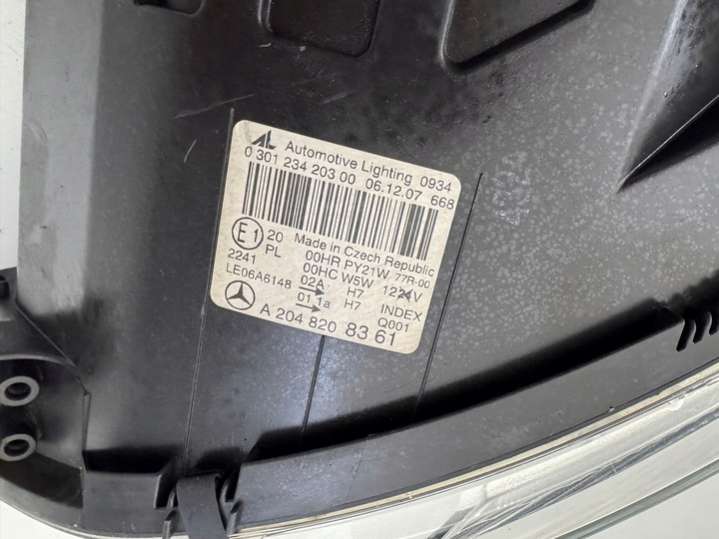 AL Automotive Lighting 0934
0 301 234 203 00 06.12.07 668
Made in Czech Republic
E1 20 00HR PY21W 77R-00
PL 00HC W5W 12V
2241 02A H7 INDEX
LE06A6148 01,1a H7 Q001
A 204 820 83 61